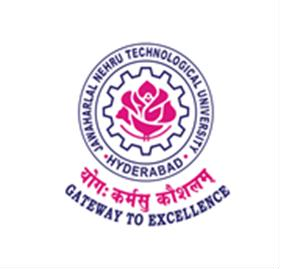 JAWAHARLAL NEHRU TECHNOLOGICAL UNIVERSITY
• HYDERABAD •
योगः कर्मसु कौशलम्
GATEWAY TO EXCELLENCE